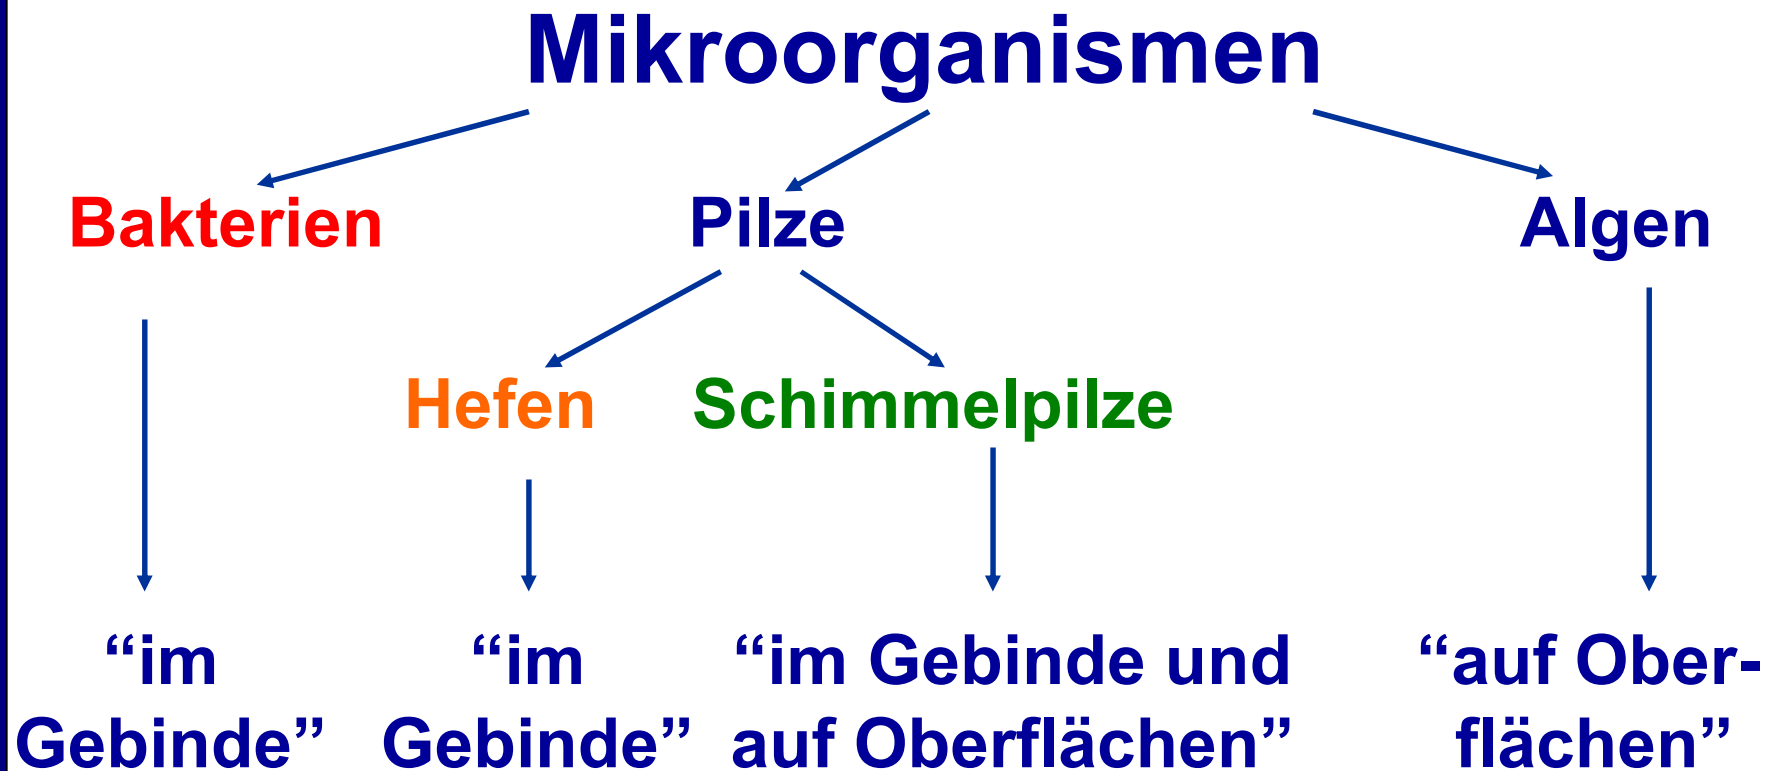 Mikroorganismen
Bakterien
Pilze
Algen
Hefen
Schimmelpilze
“im
Gebinde”
“im
Gebinde”
“im Gebinde und
auf Oberflächen”
“auf Ober-
flächen”